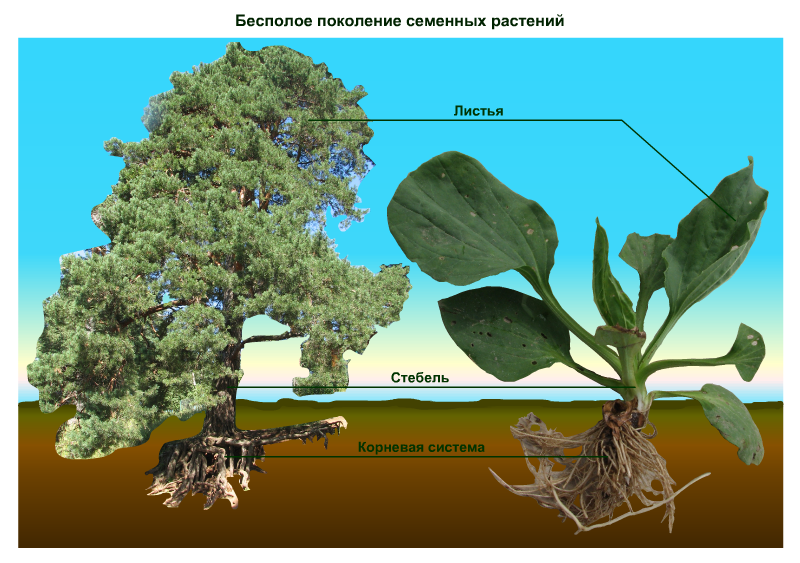 Бесполое поколение семенных растений
Листья
Стебель
Корневая система